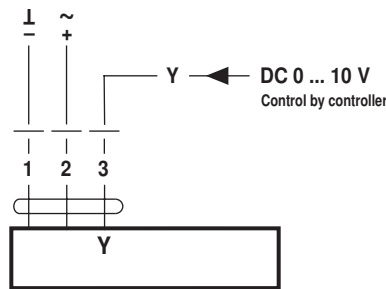 ⊥ ~
– +
Y DC 0 ... 10 V
Control by controller
1 2 3
Y